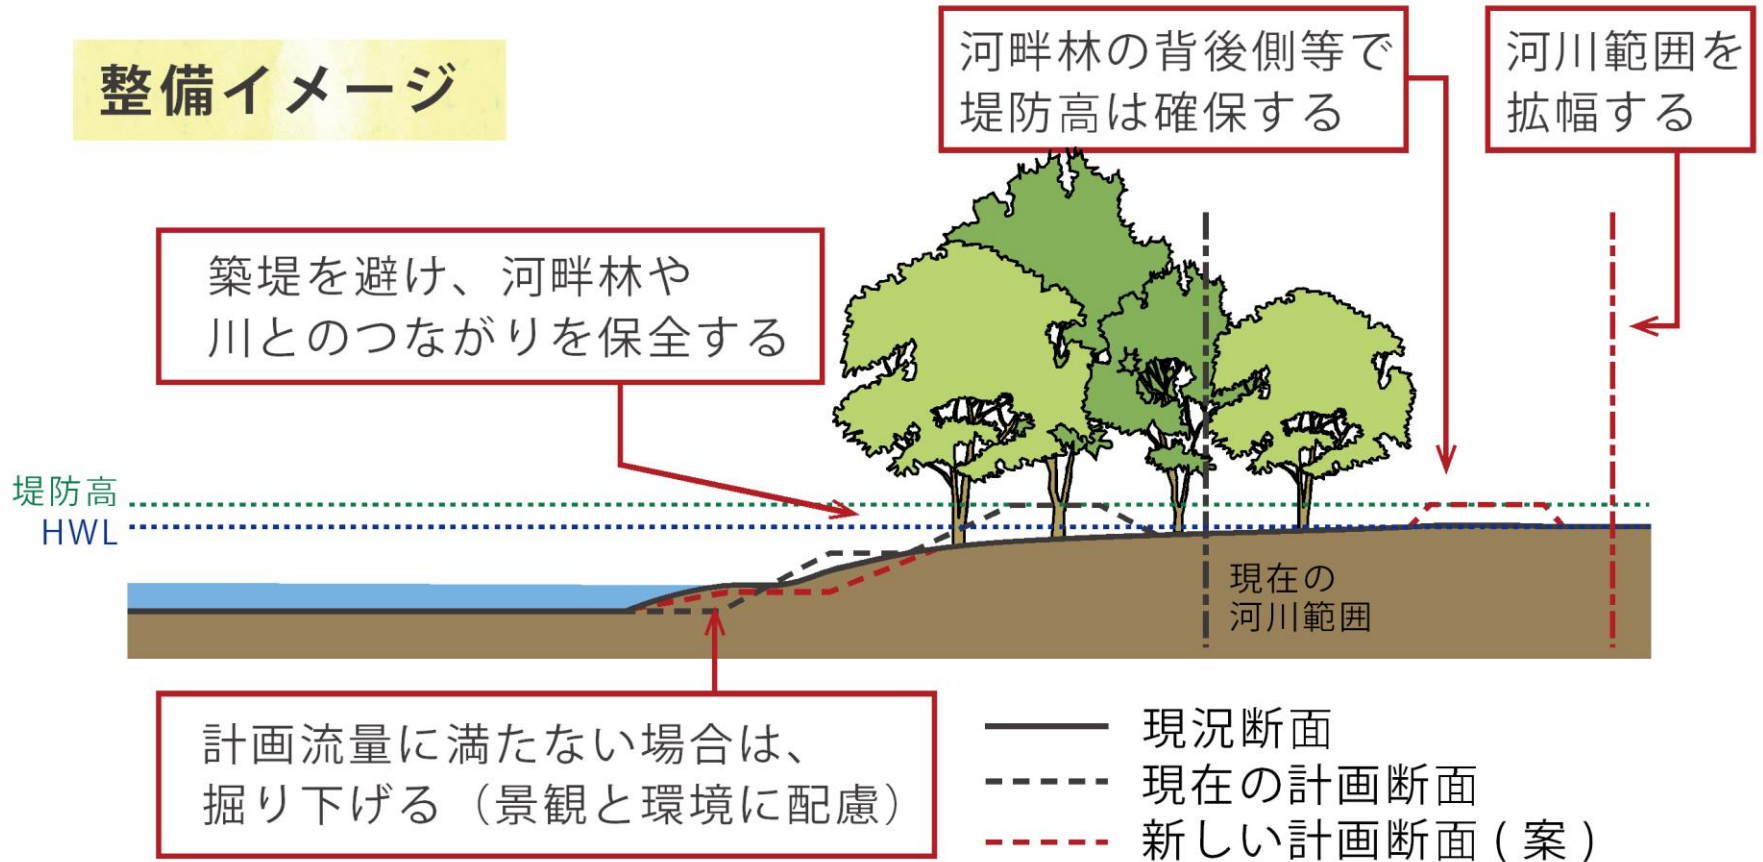 整備イメージ
河畔林の背後側等で
堤防高は確保する
河川範囲を
拡幅する
築堤を避け、河畔林や
川とのつながりを保全する
堤防高
HWL
現在の
河川範囲
計画流量に満たない場合は、
掘り下げる（景観と環境に配慮）
現況断面
現在の計画断面
新しい計画断面(案)